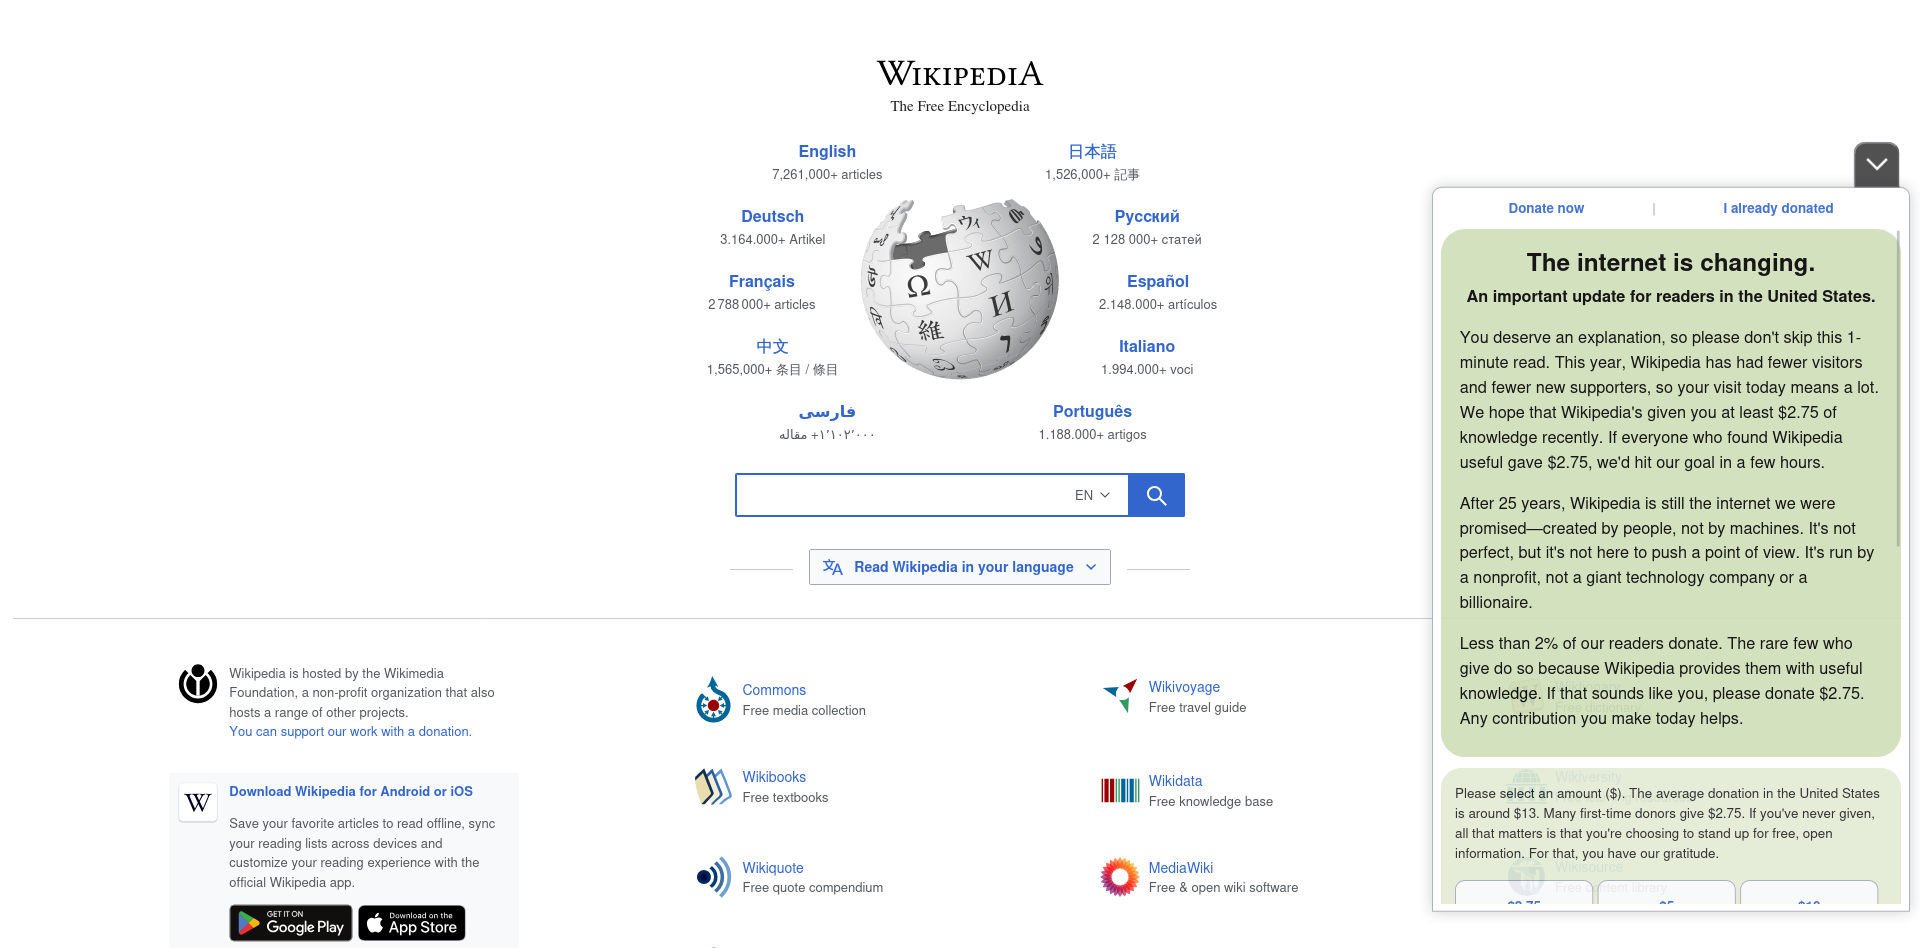 WIKIPEDIA
The Free Encyclopedia
English
7,261,000+ articles
日本語
1,526,000+ 記事
Deutsch
3.164.000+ Artikel
Русский
2 128 000+ статей
Français
2 788 000+ articles
Español
2.148.000+ artículos
中文
1,565,000+ 条目 / 條目
Italiano
1.994.000+ voci
فارسی
۱٬۱۰۲٬۰۰۰+ مقاله
Português
1.188.000+ artigos
Ω
W
И
維
ウィ
EN
Read Wikipedia in your language
Wikipedia is hosted by the Wikimedia
Foundation, a non-profit organization that also
hosts a range of other projects.
You can support our work with a donation.
W
Download Wikipedia for Android or iOS
Save your favorite articles to read offline, sync
your reading lists across devices and
customize your reading experience with the
official Wikipedia app.
GET IT ON
Google Play
Download on the
App Store
Commons
Free media collection
Wikivoyage
Free travel guide
Wikibooks
Free textbooks
Wikidata
Free knowledge base
Wikiquote
Free quote compendium
MediaWiki
Free & open wiki software
Donate now | I already donated
The internet is changing.
An important update for readers in the United States.
You deserve an explanation, so please don't skip this 1-
minute read. This year, Wikipedia has had fewer visitors
and fewer new supporters, so your visit today means a lot.
We hope that Wikipedia's given you at least $2.75 of
knowledge recently. If everyone who found Wikipedia
useful gave $2.75, we'd hit our goal in a few hours.
After 25 years, Wikipedia is still the internet we were
promised—created by people, not by machines. It's not
perfect, but it's not here to push a point of view. It's run by
a nonprofit, not a giant technology company or a
billionaire.
Less than 2% of our readers donate. The rare few who
give do so because Wikipedia provides them with useful
knowledge. If that sounds like you, please donate $2.75.
Any contribution you make today helps.
Free dictionary
Wikiversity
Please select an amount ($). The average donation in the United States
is around $13. Many first-time donors give $2.75. If you've never given,
all that matters is that you're choosing to stand up for free, open
information. For that, you have our gratitude.
Wikisource
Free content library